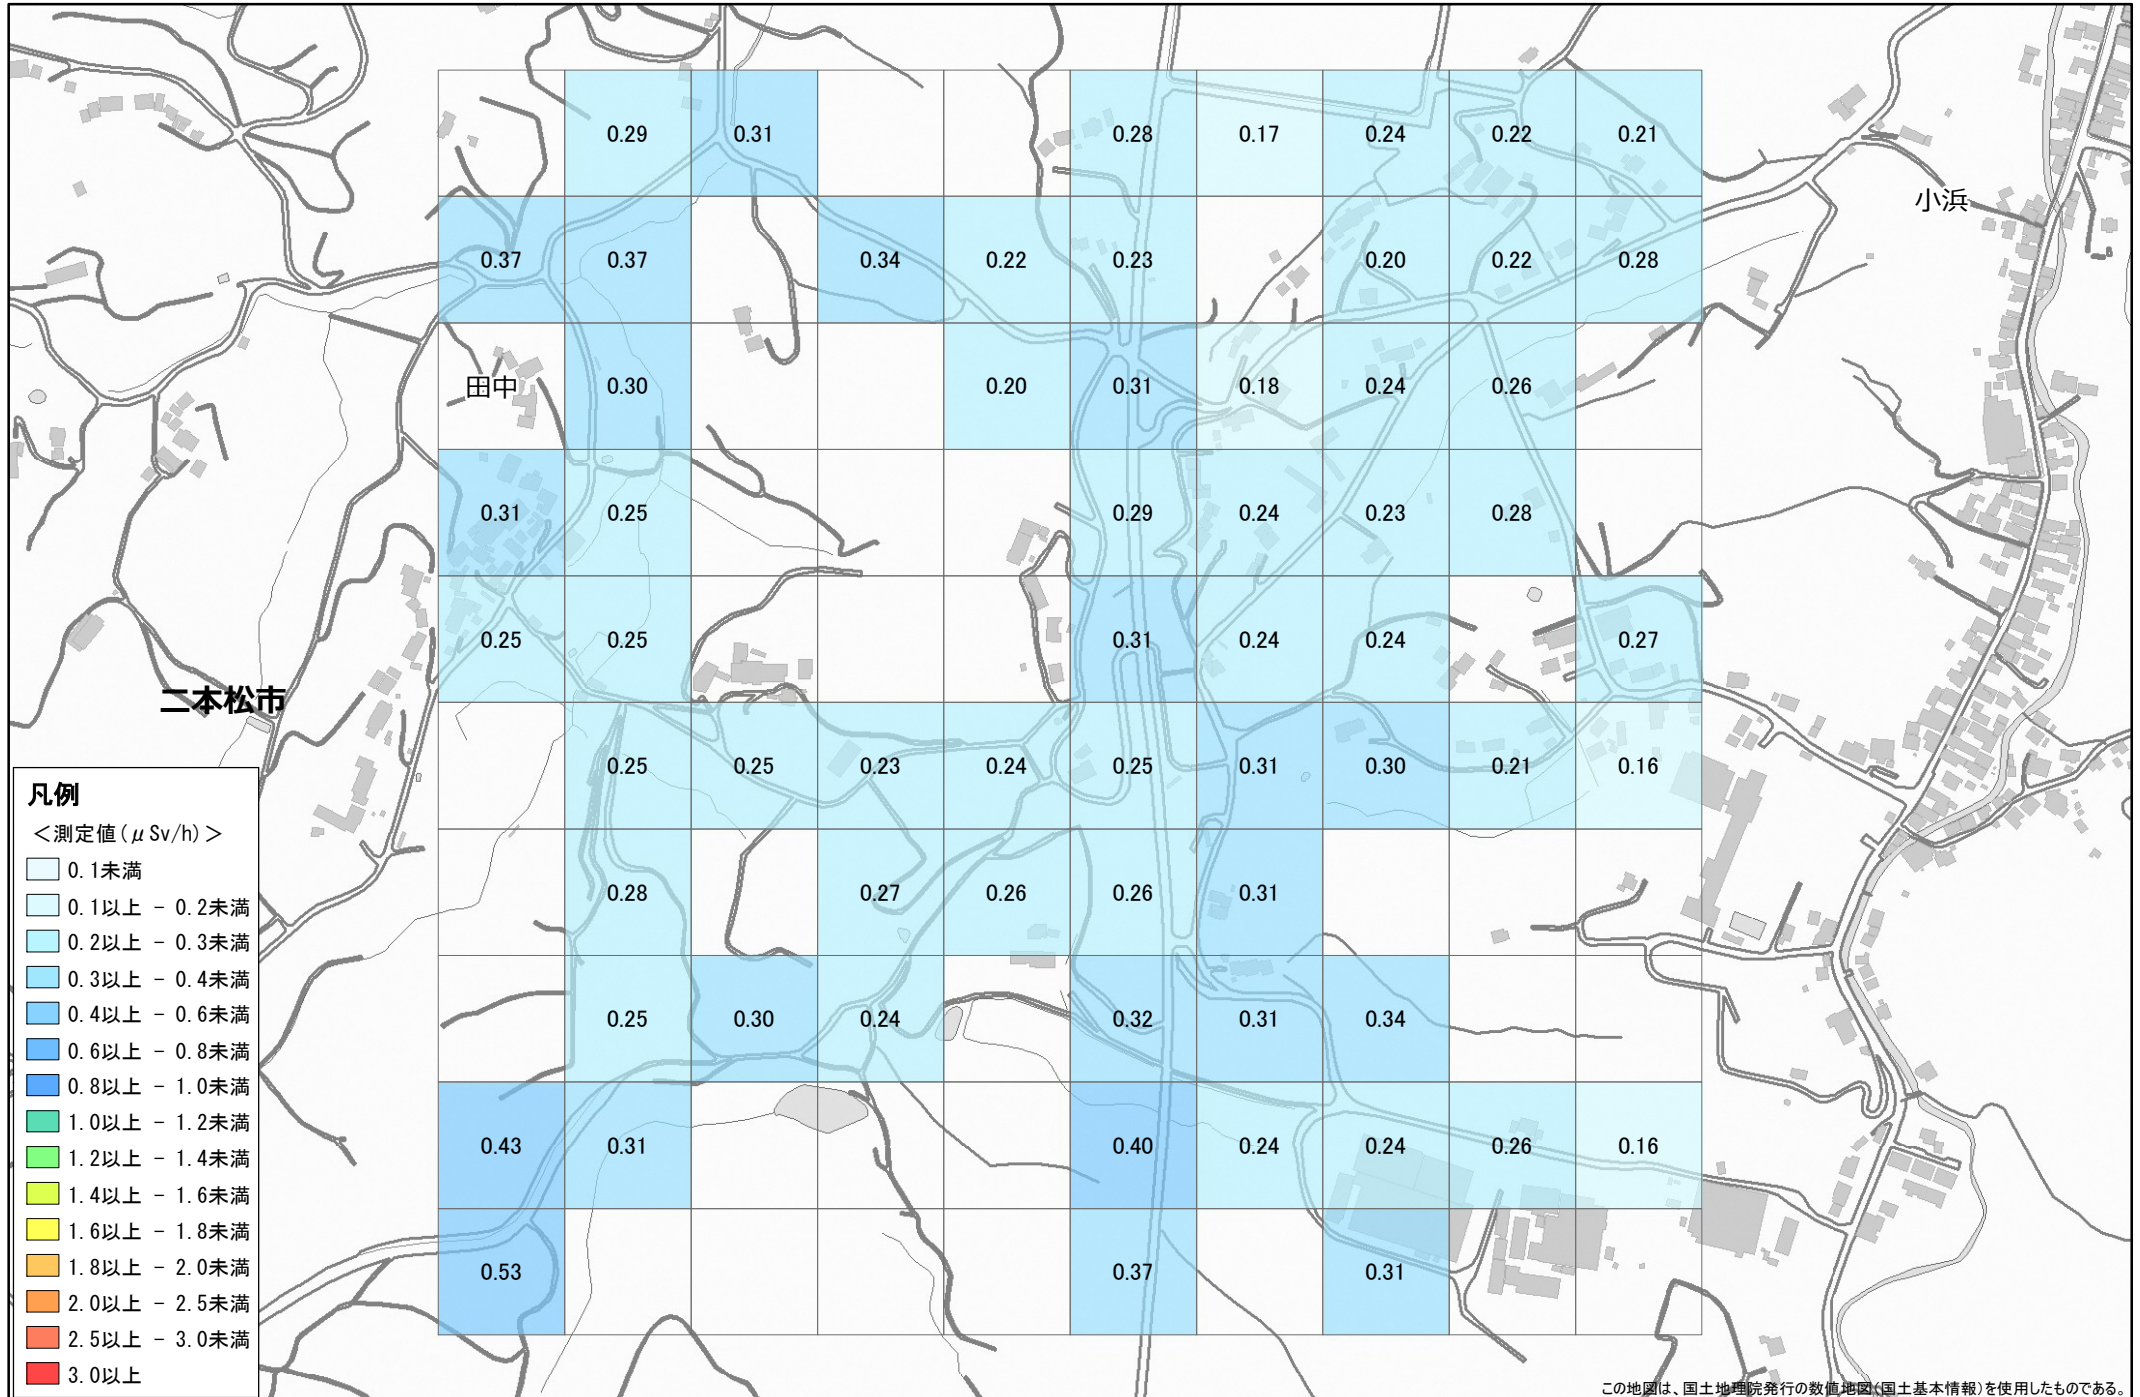 0.29 0.31 0.28 0.17 0.24 0.22 0.21
小浜
0.37 0.37 0.34 0.22 0.23 0.20 0.22 0.28
田中
0.30 0.20 0.31 0.18 0.24 0.26
0.31 0.25 0.29 0.24 0.23 0.28
0.25 0.25 0.31 0.24 0.24 0.27
二本松市
0.25 0.25 0.23 0.24 0.25 0.31 0.30 0.21 0.16
0.28 0.27 0.26 0.26 0.31
0.25 0.30 0.24 0.32 0.31 0.34
0.43 0.31 0.40 0.24 0.24 0.26 0.16
0.53 0.37 0.31
凡例
＜測定値(μSv/h)＞
0.1未満
0.1以上 － 0.2未満
0.2以上 － 0.3未満
0.3以上 － 0.4未満
0.4以上 － 0.6未満
0.6以上 － 0.8未満
0.8以上 － 1.0未満
1.0以上 － 1.2未満
1.2以上 － 1.4未満
1.4以上 － 1.6未満
1.6以上 － 1.8未満
1.8以上 － 2.0未満
2.0以上 － 2.5未満
2.5以上 － 3.0未満
3.0以上
この地図は、国土地理院発行の数値地図(国土基本情報)を使用したものである。